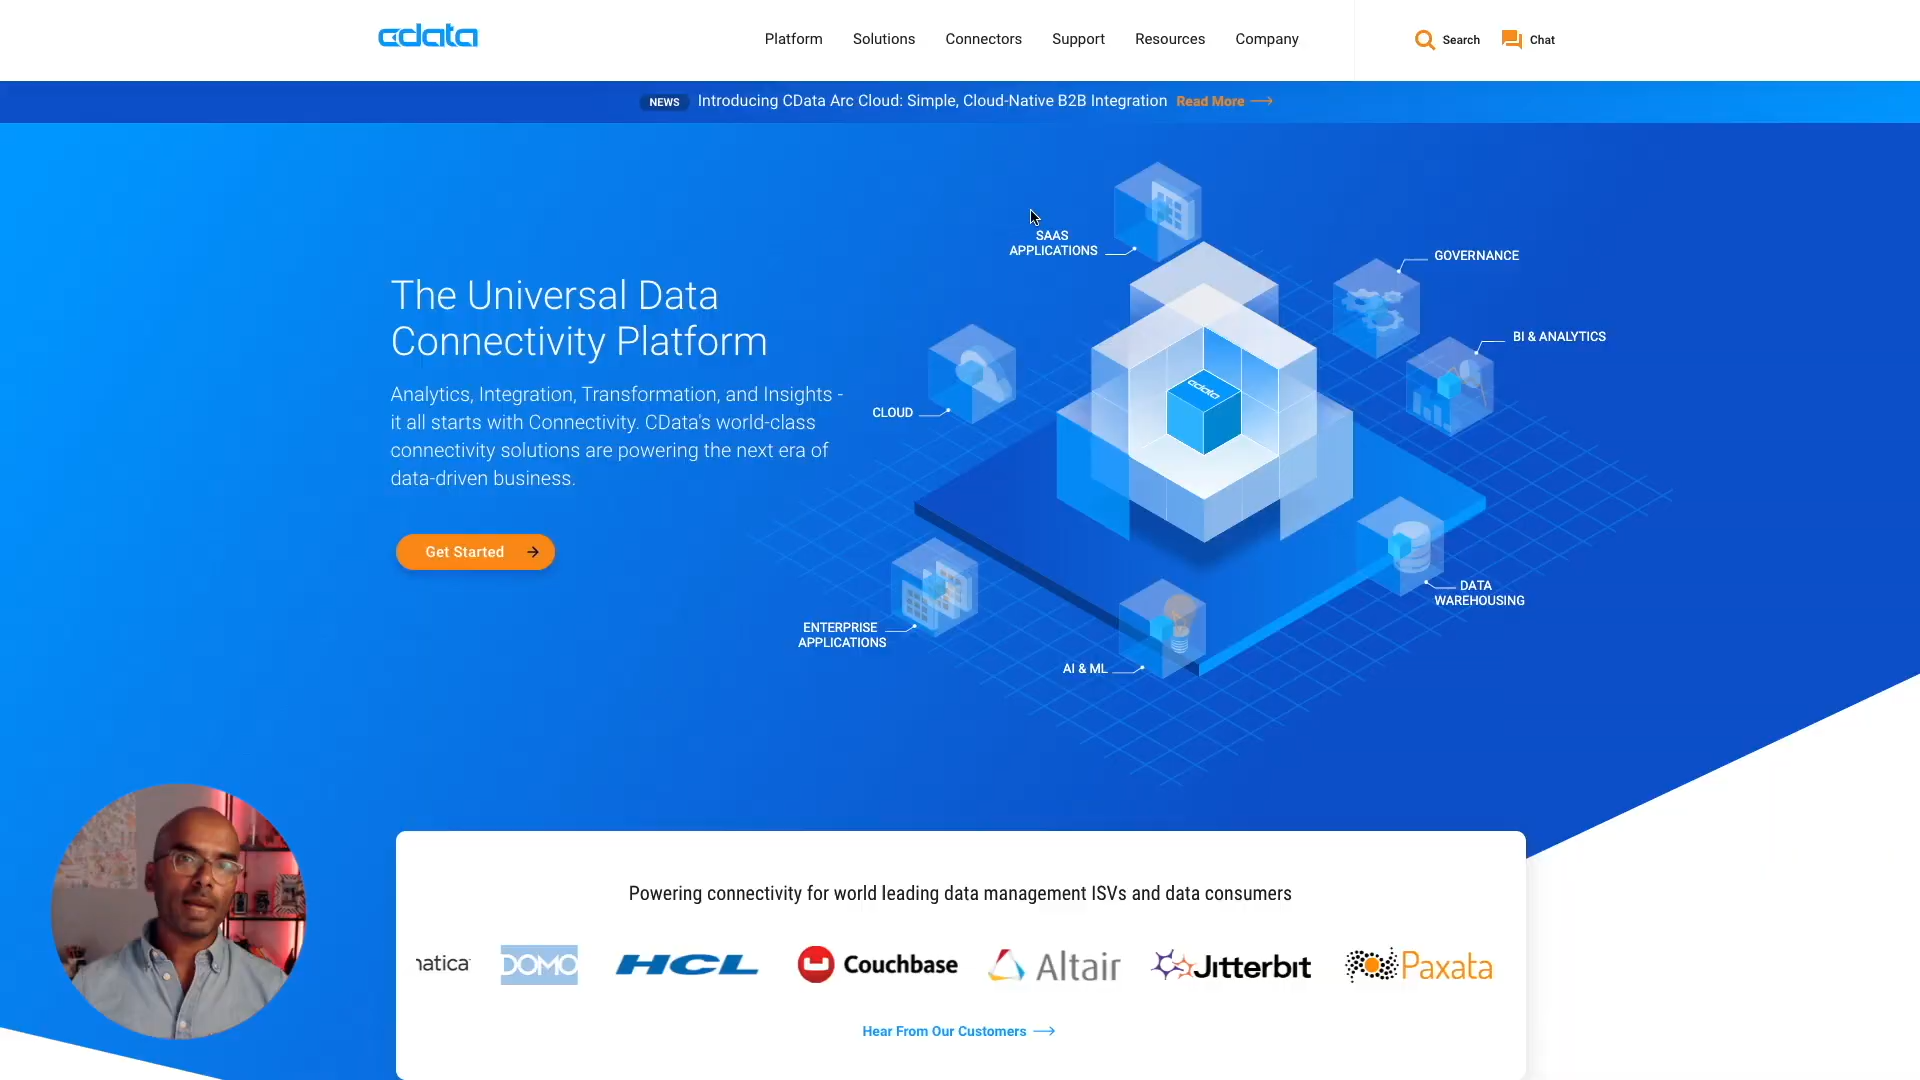 cdata
Platform
Solutions
Connectors
Support
Resources
Company
Search
Chat
NEWS
Introducing CData Arc Cloud: Simple, Cloud-Native B2B Integration
Read More
The Universal Data
Connectivity Platform
Analytics, Integration, Transformation, and Insights -
it all starts with Connectivity. CData's world-class
connectivity solutions are powering the next era of
data-driven business.
Get Started
SAAS
APPLICATIONS
GOVERNANCE
BI & ANALYTICS
CLOUD
cdata
DATA
WAREHOUSING
ENTERPRISE
APPLICATIONS
AI & ML
Powering connectivity for world leading data management ISVs and data consumers
matica
DOMO
HCL
Couchbase
Altair
Jitterbit
Paxata
Hear From Our Customers